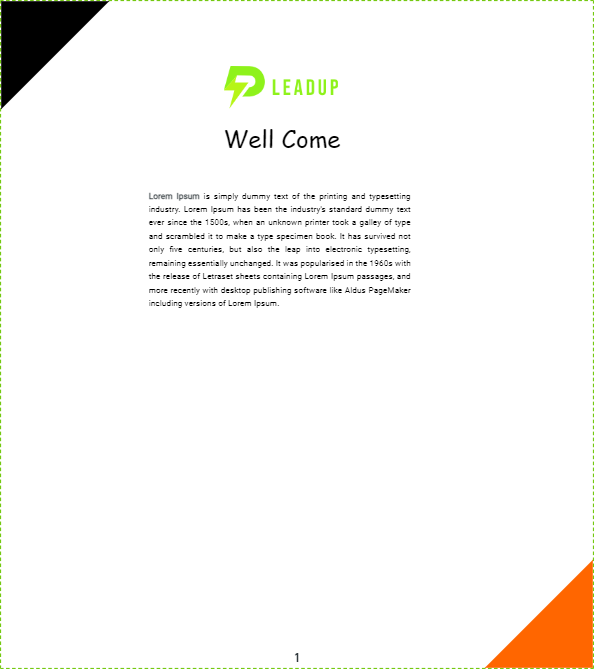 LEADUP
Well Come
Lorem Ipsum is simply dummy text of the printing and typesetting
industry. Lorem Ipsum has been the industry's standard dummy text
ever since the 1500s, when an unknown printer took a galley of type
and scrambled it to make a type specimen book. It has survived not
only five centuries, but also the leap into electronic typesetting,
remaining essentially unchanged. It was popularised in the 1960s with
the release of Letraset sheets containing Lorem Ipsum passages, and
more recently with desktop publishing software like Aldus PageMaker
including versions of Lorem Ipsum.
1